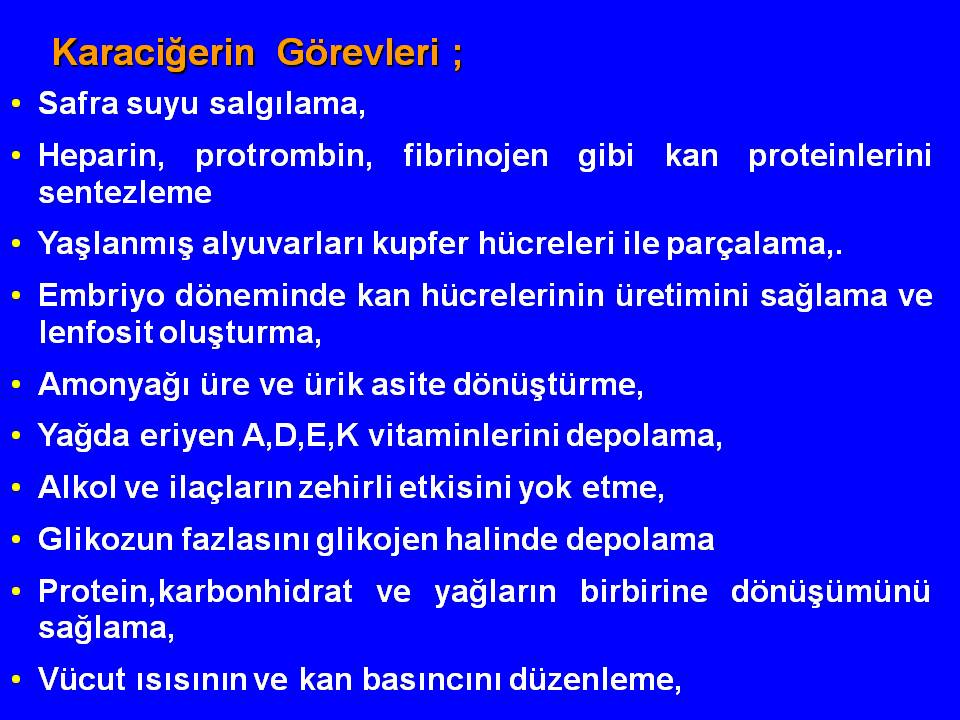 Karaciğerin Görevleri ;
• Safra suyu salgılama,
• Heparin, protrombin, fibrinojen gibi kan proteinlerini
sentezleme
• Yaşlanmış alyuvarları kupfer hücreleri ile parçalama,.
• Embriyo döneminde kan hücrelerinin üretimini sağlama ve
lenfosit oluşturma,
• Amonyağı üre ve ürik asite dönüştürme,
• Yağda eriyen A,D,E,K vitaminlerini depolama,
• Alkol ve ilaçların zehirli etkisini yok etme,
• Glikozun fazlasını glikojen halinde depolama
• Protein,karbonhidrat ve yağların birbirine dönüşümünü
sağlama,
• Vücut ısısının ve kan basıncını düzenleme,